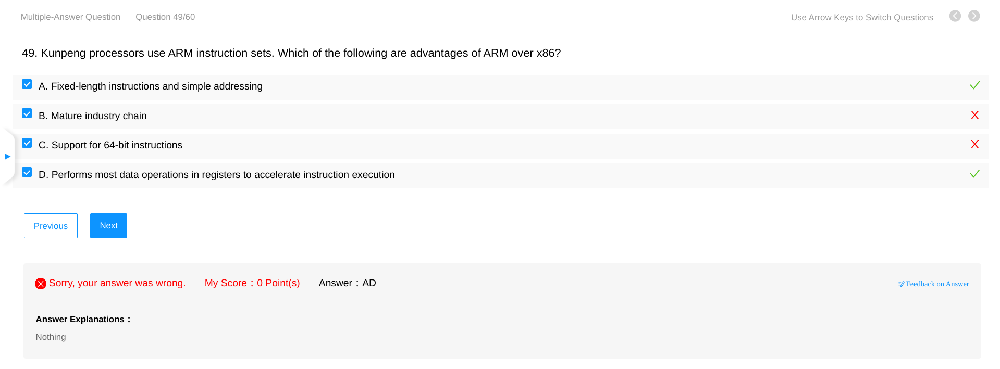 Multiple-Answer Question Question 49/60 Use Arrow Keys to Switch Questions
49. Kunpeng processors use ARM instruction sets. Which of the following are advantages of ARM over x86?
A. Fixed-length instructions and simple addressing
B. Mature industry chain
C. Support for 64-bit instructions
D. Performs most data operations in registers to accelerate instruction execution
Previous Next
Sorry, your answer was wrong. My Score：0 Point(s) Answer：AD Feedback on Answer
Answer Explanations：
Nothing